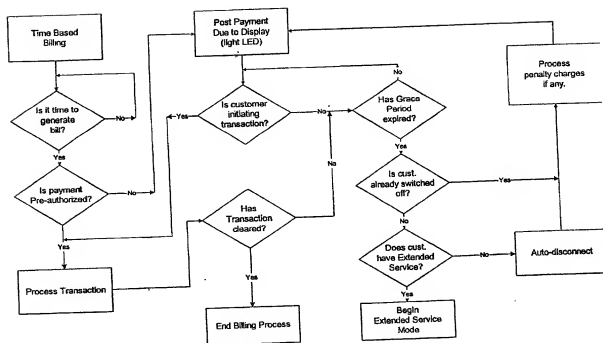 Time Based
Billing
Post Payment
Due to Display
(light LED)
Process
penalty charges
if any.
Is it time to
generate
bill?
No
Yes
Is customer
initiating
transaction?
Yes
No
Has Grace
Period
expired?
No
Yes
Is payment
Pre-authorized?
No
Yes
Has
Transaction
cleared?
No
Yes
Is cust.
already switched
off?
Yes
No
Does cust.
have Extended
Service?
No
Yes
Auto-disconnect
Process Transaction
End Billing Process
Begin
Extended Service
Mode